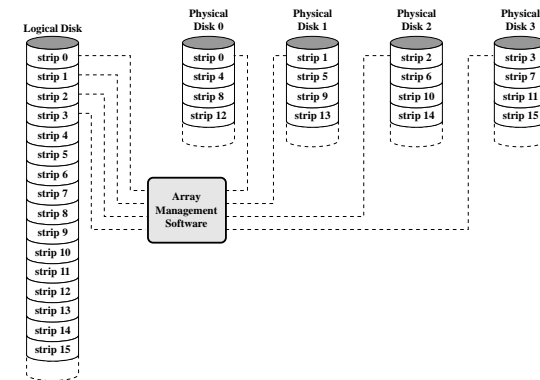 Logical Disk
strip 0
strip 1
strip 2
strip 3
strip 4
strip 5
strip 6
strip 7
strip 8
strip 9
strip 10
strip 11
strip 12
strip 13
strip 14
strip 15
Physical
Disk 0
strip 0
strip 4
strip 8
strip 12
Physical
Disk 1
strip 1
strip 5
strip 9
strip 13
Physical
Disk 2
strip 2
strip 6
strip 10
strip 14
Physical
Disk 3
strip 3
strip 7
strip 11
strip 15
Array
Management
Software